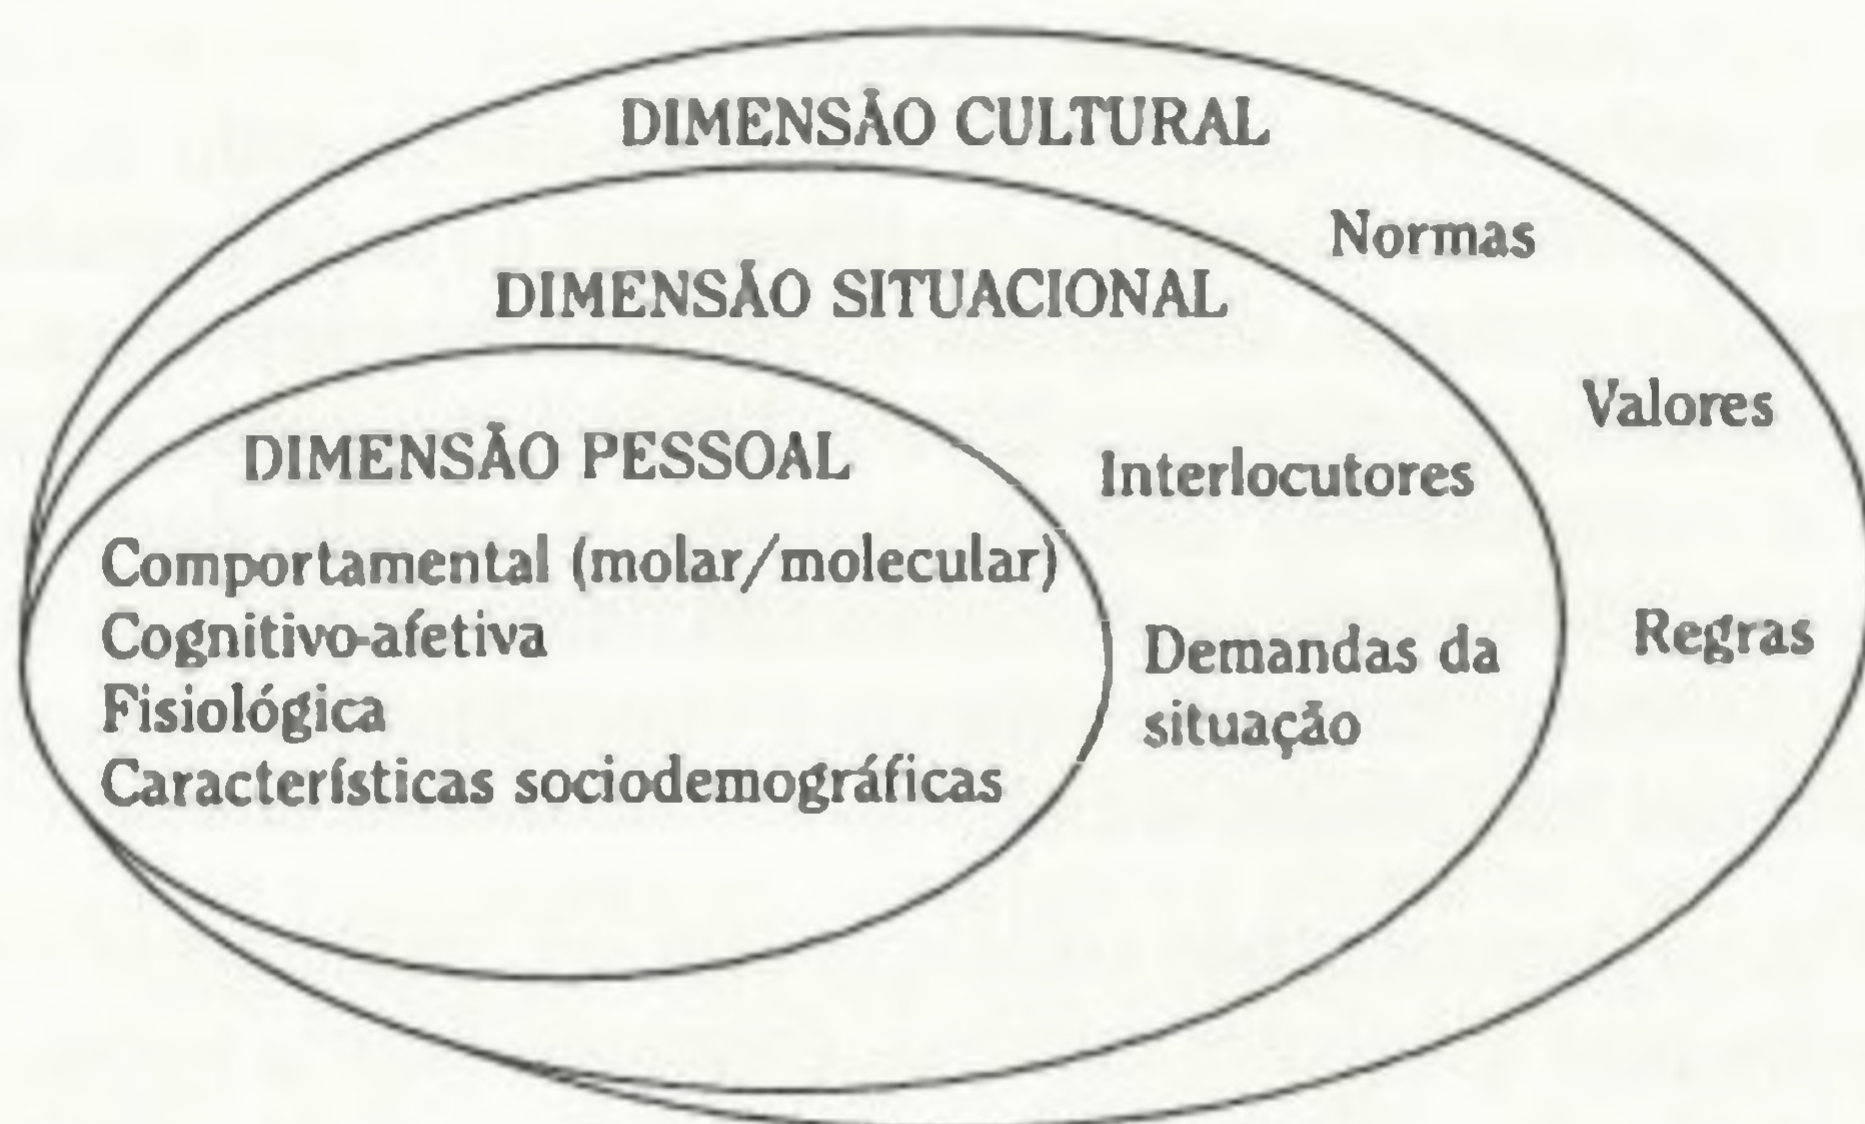 DIMENSÃO CULTURAL
Normas
Valores
Regras
DIMENSÃO SITUACIONAL
Interlocutores
Demandas da
situação
DIMENSÃO PESSOAL
Comportamental (molar/molecular)
Cognitivo-afetiva
Fisiológica
Características sociodemográficas